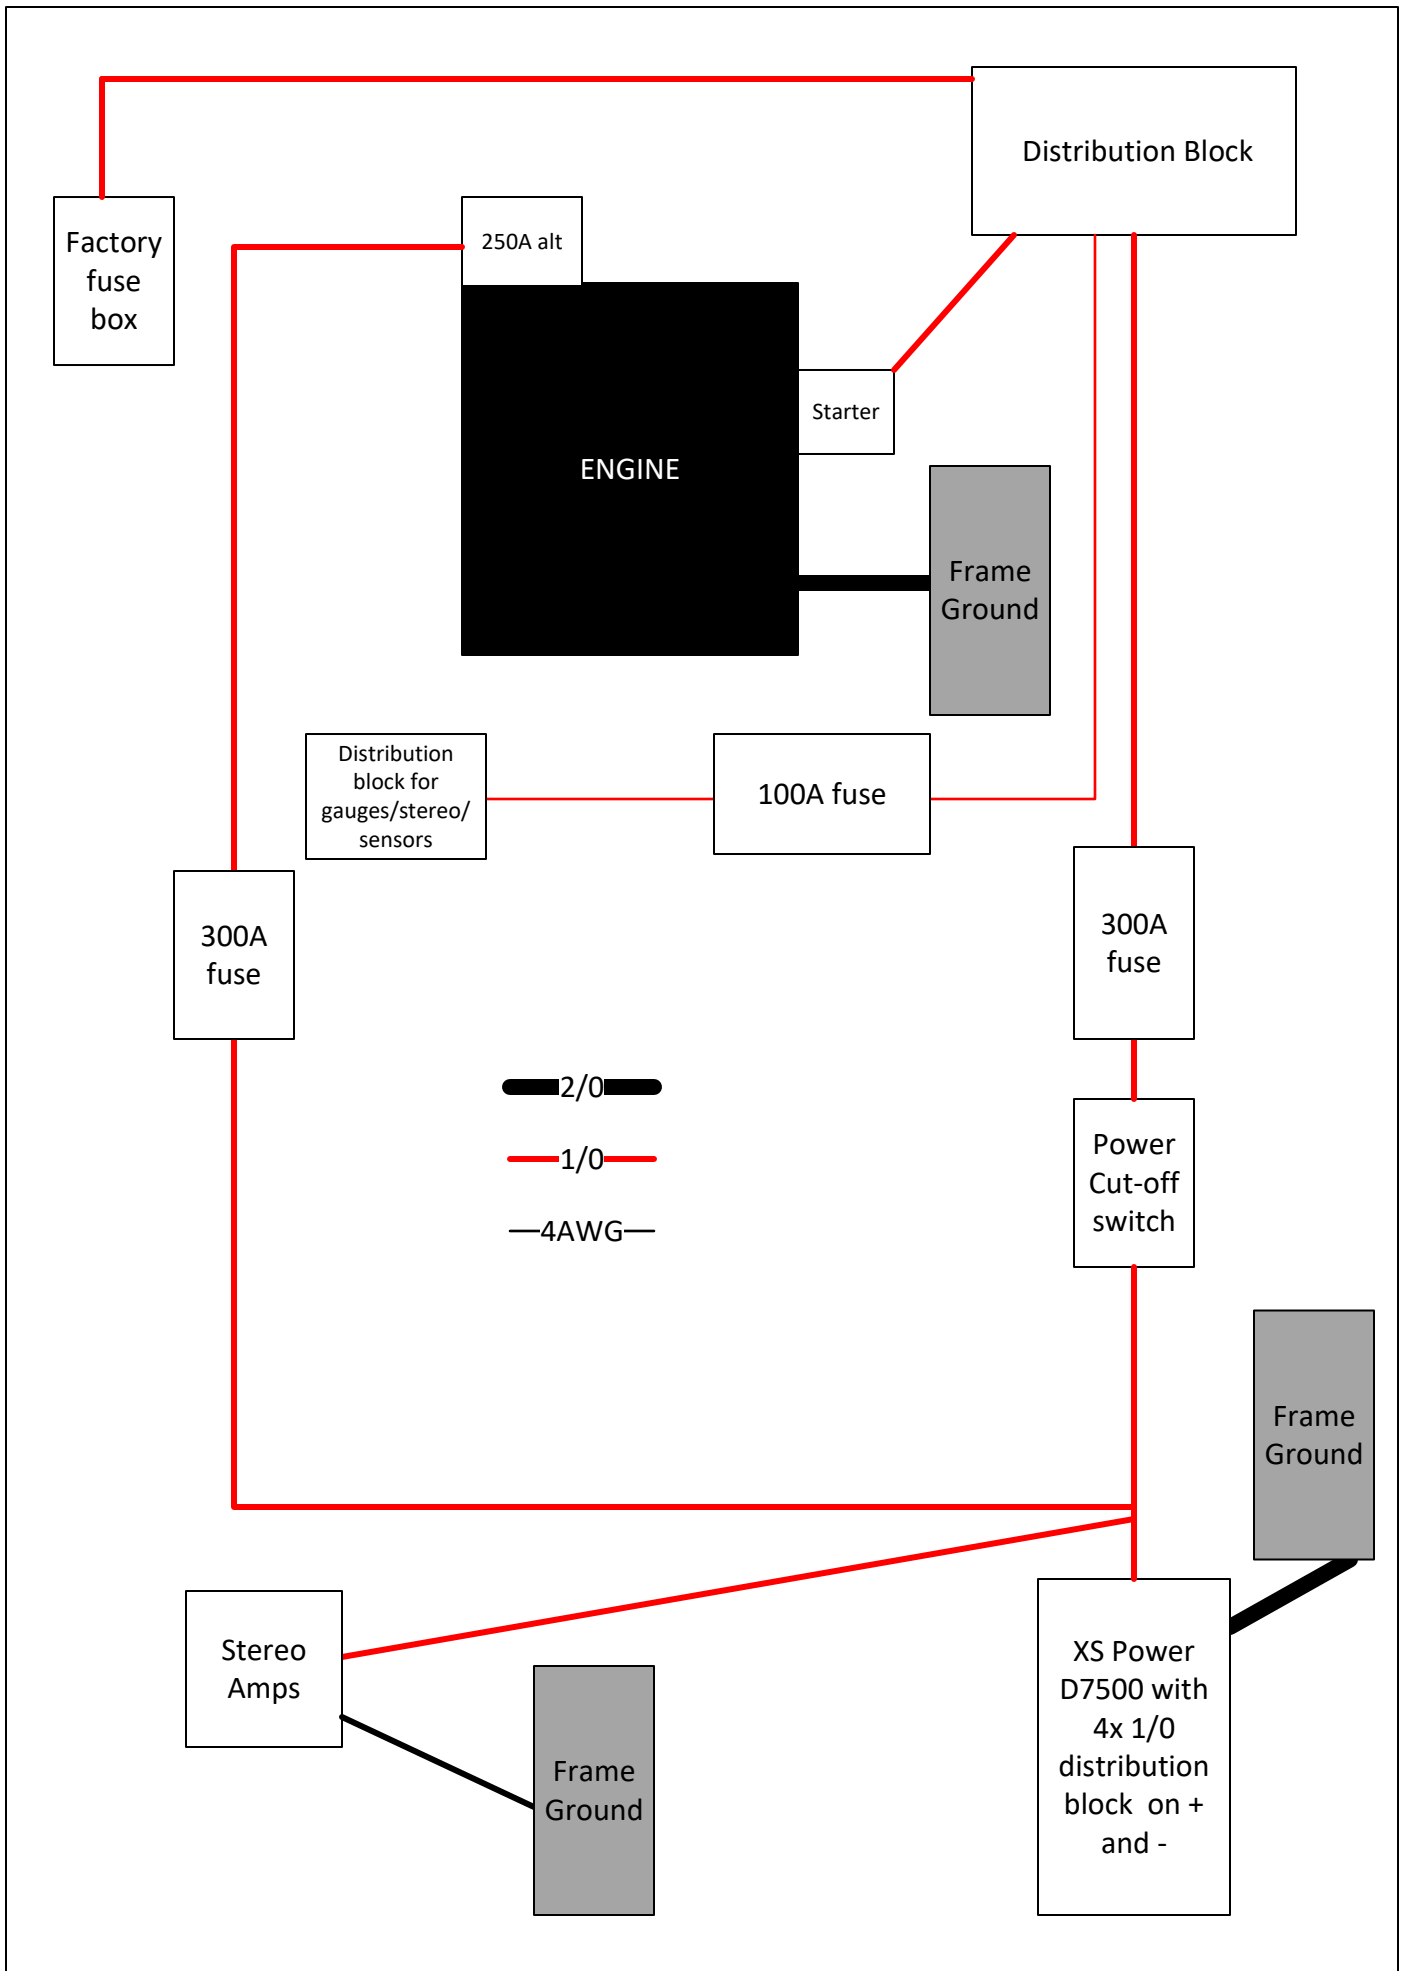 Distribution Block
Factory
fuse
box
250A alt
Starter
ENGINE
Frame
Ground
Distribution
block for
gauges/stereo/
sensors
100A fuse
300A
fuse
300A
fuse
2/0
1/0
4AWG
Power
Cut-off
switch
Frame
Ground
Stereo
Amps
Frame
Ground
XS Power
D7500 with
4x 1/0
distribution
block on +
and -